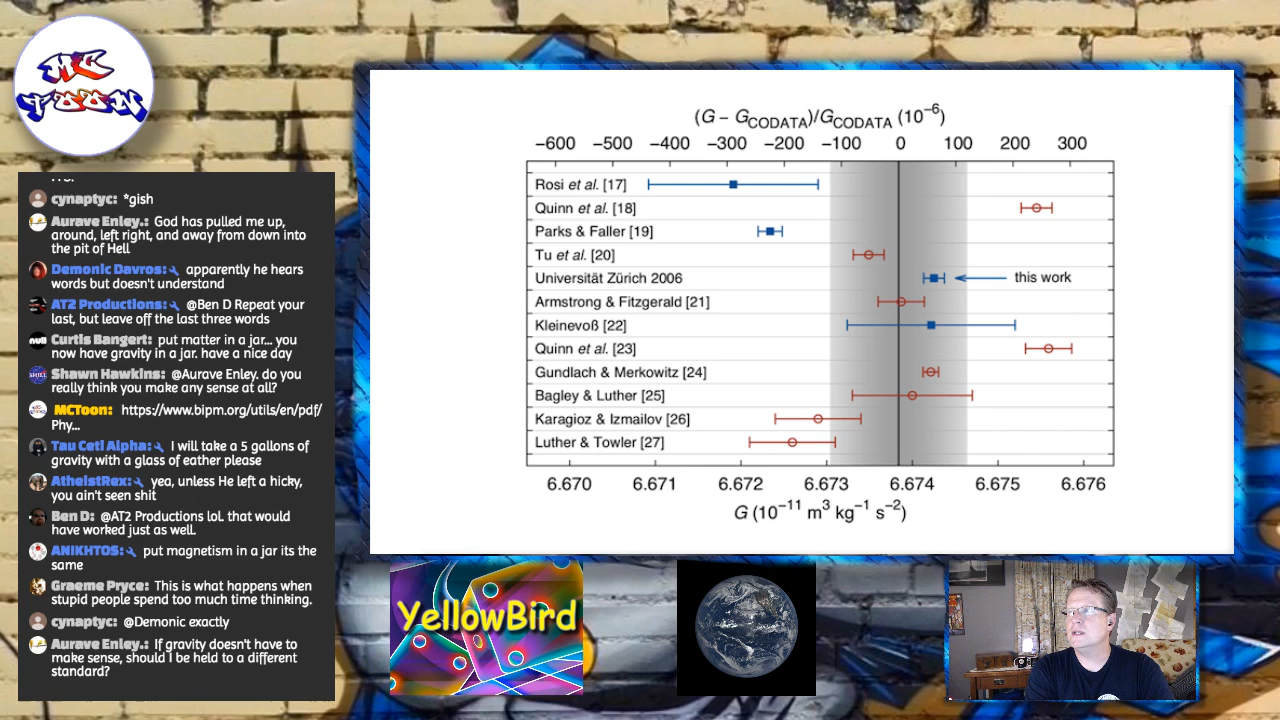 MC
TOON
cynaptyc: *gish
Aurave Enley.: God has pulled me up,
around, left right, and away from down into
the pit of Hell
Demonic Davros: apparently he hears
words but doesn't understand
AT2 Productions: @Ben D Repeat your
last, but leave off the last three words
Curtis Bangert: put matter in a jar... you
now have gravity in a jar. have a nice day
Shawn Hawkins: @Aurave Enley. do you
really think you make any sense at all?
MCToon: https://www.bipm.org/utils/en/pdf/
Phy...
Tau Ceti Alpha: I will take a 5 gallons of
gravity with a glass of eather please
AtheistRex: yea, unless He left a hicky,
you ain't seen shit
Ben D: @AT2 Productions lol. that would
have worked just as well.
ANIKHTOS: put magnetism in a jar its the
same
Graeme Pryce: This is what happens when
stupid people spend too much time thinking.
cynaptyc: @Demonic exactly
Aurave Enley.: If gravity doesn't have to
make sense, should I be held to a different
standard?
(G − GCODATA)/GCODATA (10−6)
−600 −500 −400 −300 −200 −100 0 100 200 300
Rosi et al. [17]
Quinn et al. [18]
Parks & Faller [19]
Tu et al. [20]
Universität Zürich 2006 this work
Armstrong & Fitzgerald [21]
Kleinevoß [22]
Quinn et al. [23]
Gundlach & Merkowitz [24]
Bagley & Luther [25]
Karagioz & Izmailov [26]
Luther & Towler [27]
6.670 6.671 6.672 6.673 6.674 6.675 6.676
G (10−11 m3 kg−1 s−2)
YellowBird